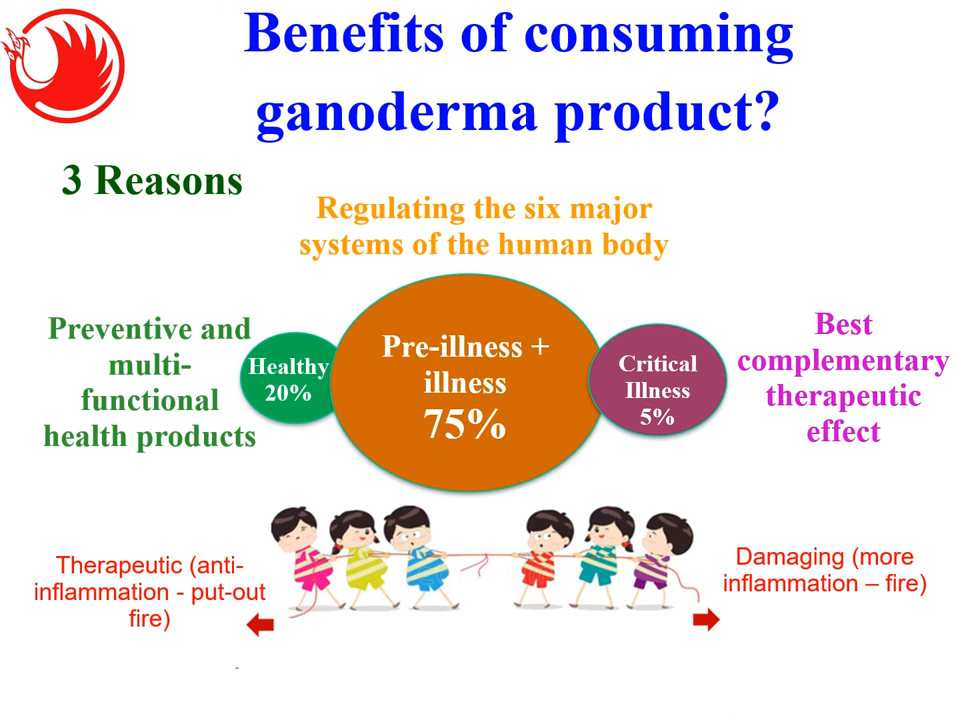 Benefits of consuming
ganoderma product?
3 Reasons
Regulating the six major
systems of the human body
Preventive and
multi-
functional
health products
Healthy
20%
Pre-illness +
illness
75%
Critical
Illness
5%
Best
complementary
therapeutic
effect
Therapeutic (anti-
inflammation - put-out
fire)
Damaging (more
inflammation – fire)
-